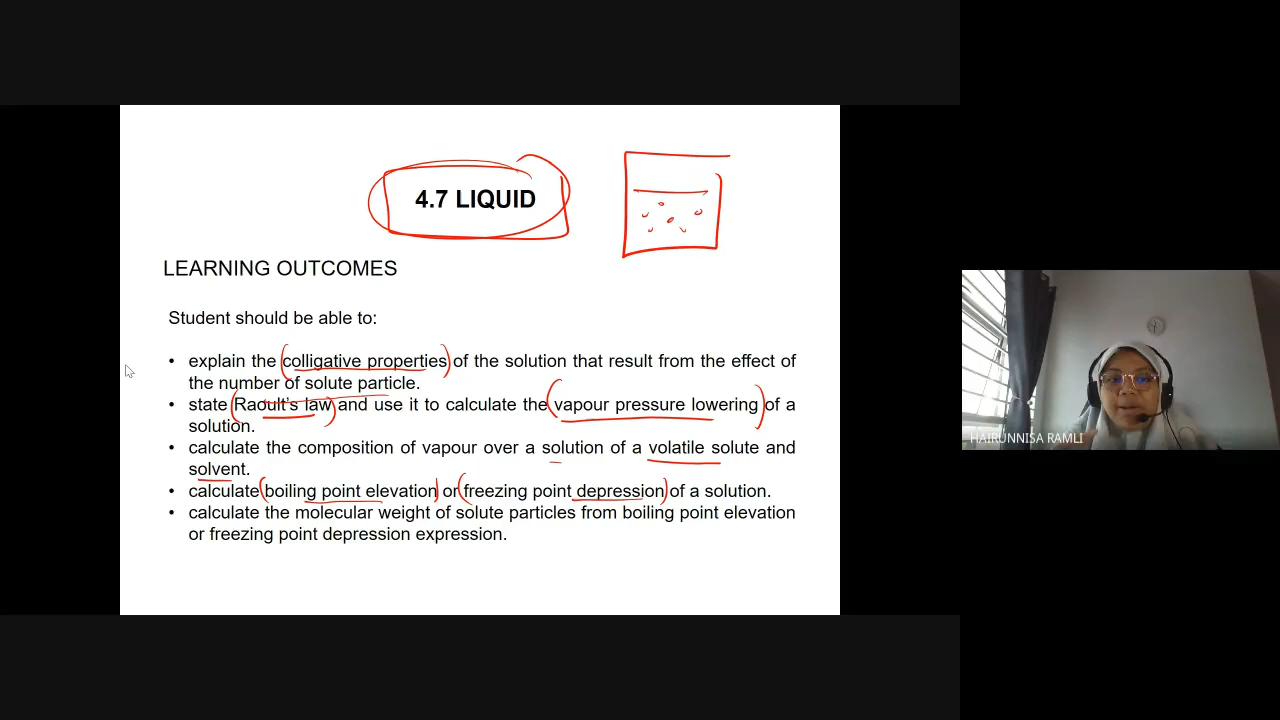 4.7 LIQUID
LEARNING OUTCOMES
Student should be able to:
• explain the colligative properties of the solution that result from the effect of
the number of solute particle.
• state Raoult's law and use it to calculate the vapour pressure lowering of a
solution.
• calculate the composition of vapour over a solution of a volatile solute and
solvent.
• calculate boiling point elevation or freezing point depression of a solution.
• calculate the molecular weight of solute particles from boiling point elevation
or freezing point depression expression.
HAIRUNNISA RAMLI